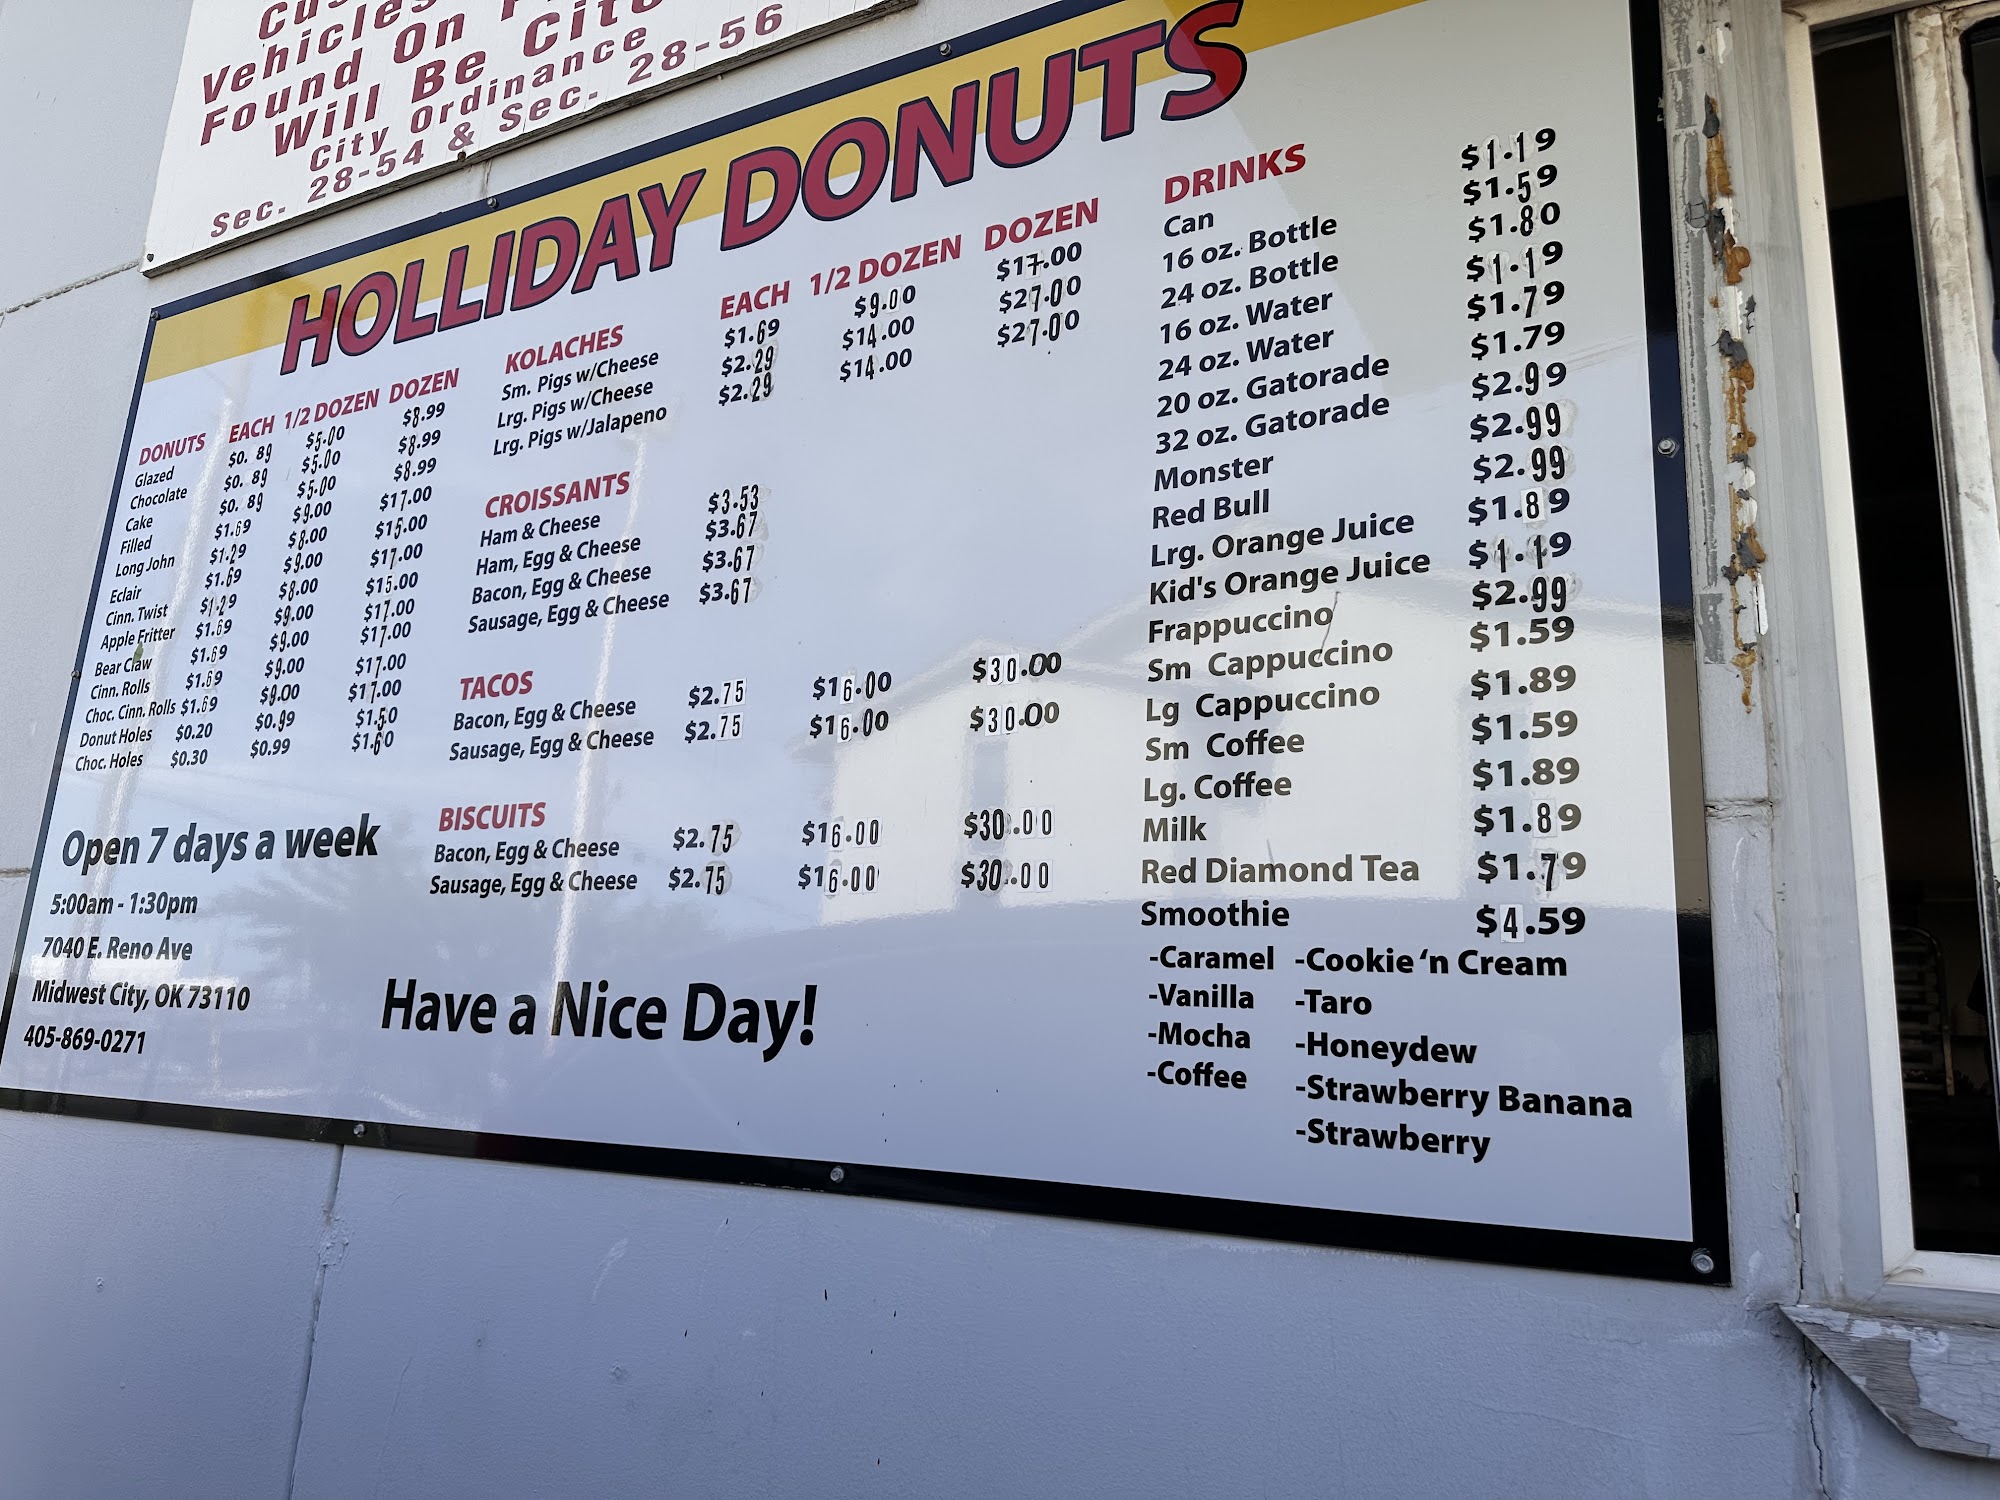 Vehicles
Found On
Will Be
City Ordinance
Sec. 28-54 & Sec. 28-56
HOLLIDAY DONUTS
DONUTS EACH 1/2 DOZEN DOZEN
Glazed $0.89 $5.00 $8.99
Chocolate $0.89 $5.00 $8.99
Cake $0.89 $5.00 $8.99
Filled $1.69 $9.00 $17.00
Long John $1.29 $8.00 $15.00
Eclair $1.69 $9.00 $17.00
Cinn. Twist $1.29 $8.00 $15.00
Apple Fritter $1.69 $9.00 $17.00
Bear Claw $1.69 $9.00 $17.00
Cinn. Rolls $1.69 $9.00 $17.00
Choc. Cinn. Rolls $1.69 $9.00 $17.00
Donut Holes $0.20 $0.99 $1.50
Choc. Holes $0.30 $0.99 $1.60
Open 7 days a week
5:00am - 1:30pm
7040 E. Reno Ave
Midwest City, OK 73110
405-869-0271
KOLACHES EACH 1/2 DOZEN DOZEN
Sm. Pigs w/Cheese $1.69 $9.00 $17.00
Lrg. Pigs w/Cheese $2.29 $14.00 $27.00
Lrg. Pigs w/Jalapeno $2.29 $14.00 $27.00
CROISSANTS
Ham & Cheese $3.53
Ham, Egg & Cheese $3.67
Bacon, Egg & Cheese $3.67
Sausage, Egg & Cheese $3.67
TACOS
Bacon, Egg & Cheese $2.75 $16.00 $30.00
Sausage, Egg & Cheese $2.75 $16.00 $30.00
BISCUITS
Bacon, Egg & Cheese $2.75 $16.00 $30.00
Sausage, Egg & Cheese $2.75 $16.00 $30.00
Have a Nice Day!
DRINKS
Can $1.19
16 oz. Bottle $1.59
24 oz. Bottle $1.80
16 oz. Water $1.19
24 oz. Water $1.79
20 oz. Gatorade $1.79
32 oz. Gatorade $2.99
Monster $2.99
Red Bull $2.99
Lrg. Orange Juice $1.89
Kid's Orange Juice $1.19
Frappuccino $2.99
Sm Cappuccino $1.59
Lg Cappuccino $1.89
Sm Coffee $1.59
Lg. Coffee $1.89
Milk $1.89
Red Diamond Tea $1.79
Smoothie $4.59
-Caramel -Cookie ‘n Cream
-Vanilla -Taro
-Mocha -Honeydew
-Coffee -Strawberry Banana
-Strawberry